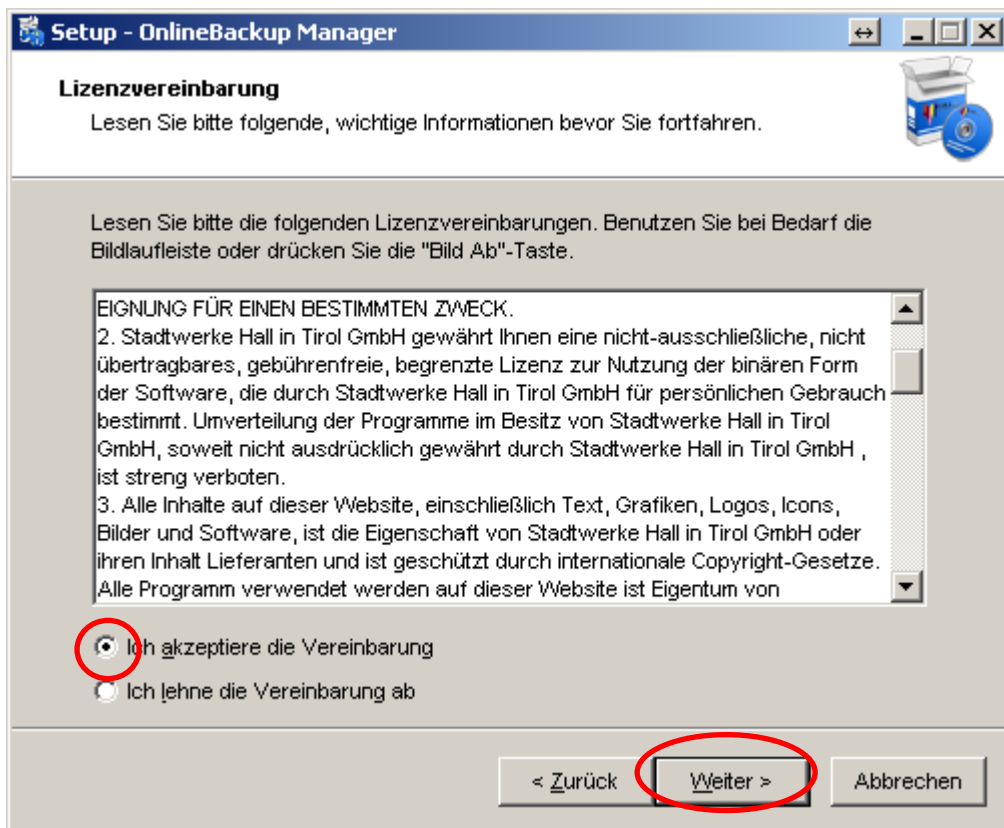 Setup - OnlineBackup Manager
Lizenzvereinbarung
Lesen Sie bitte folgende, wichtige Informationen bevor Sie fortfahren.
Lesen Sie bitte die folgenden Lizenzvereinbarungen. Benutzen Sie bei Bedarf die
Bildlaufleiste oder drücken Sie die "Bild Ab"-Taste.
EIGNUNG FÜR EINEN BESTIMMTEN ZWECK.
2. Stadtwerke Hall in Tirol GmbH gewährt Ihnen eine nicht-ausschließliche, nicht
übertragbares, gebührenfreie, begrenzte Lizenz zur Nutzung der binären Form
der Software, die durch Stadtwerke Hall in Tirol GmbH für persönlichen Gebrauch
bestimmt. Umverteilung der Programme im Besitz von Stadtwerke Hall in Tirol
GmbH, soweit nicht ausdrücklich gewährt durch Stadtwerke Hall in Tirol GmbH ,
ist streng verboten.
3. Alle Inhalte auf dieser Website, einschließlich Text, Grafiken, Logos, Icons,
Bilder und Software, ist die Eigenschaft von Stadtwerke Hall in Tirol GmbH oder
ihren Inhalt Lieferanten und ist geschützt durch internationale Copyright-Gesetze.
Alle Programm verwendet werden auf dieser Website ist Eigentum von
Ich akzeptiere die Vereinbarung
Ich lehne die Vereinbarung ab
< Zurück Weiter > Abbrechen